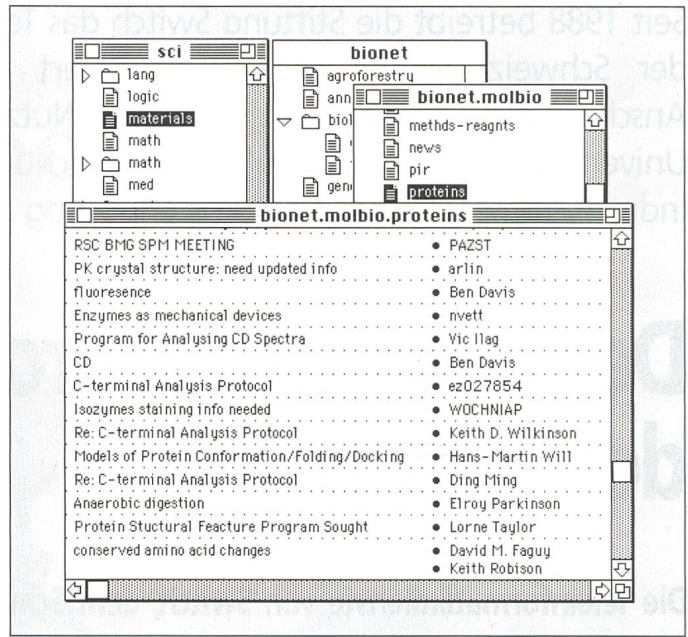 sci
lang
logic
materials
math
math
med
bionet
agroforestry
ann
biol
gen
bionet.molbio
methds-reagnts
news
pir
proteins
bionet.molbio.proteins
RSC BMG SPM MEETING ● PAZST
PK crystal structure: need updated info ● arlin
fluoresence ● Ben Davis
Enzymes as mechanical devices ● nvett
Program for Analysing CD Spectra ● Vic Ilag
CD ● Ben Davis
C-terminal Analysis Protocol ● ez027854
Isozymes staining info needed ● WOCHNIAP
Re: C-terminal Analysis Protocol ● Keith D. Wilkinson
Models of Protein Conformation/Folding/Docking ● Hans-Martin Will
Re: C-terminal Analysis Protocol ● Ding Ming
Anaerobic digestion ● Elroy Parkinson
Protein Stuctural Feacture Program Sought ● Lorne Taylor
conserved amino acid changes ● David M. Faguy
● Keith Robison